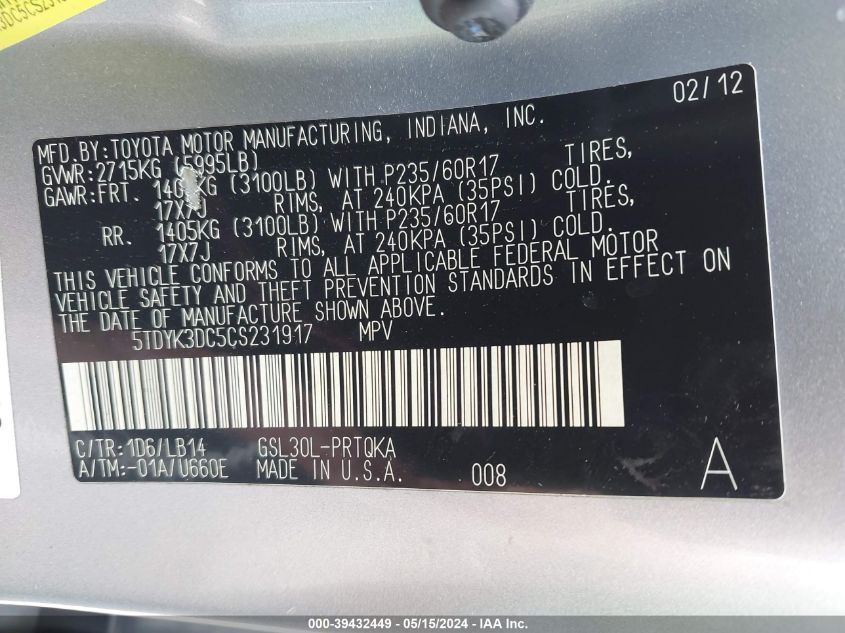 3DC5CS231
02/12
MFD.BY:TOYOTA MOTOR MANUFACTURING, INDIANA, INC.
GVWR:2715KG (5995LB)
GAWR:FRT. 1405KG (3100LB) WITH P235/60R17 TIRES,
17X7J RIMS, AT 240KPA (35PSI) COLD.
RR. 1405KG (3100LB) WITH P235/60R17 TIRES,
17X7J RIMS, AT 240KPA (35PSI) COLD.
THIS VEHICLE CONFORMS TO ALL APPLICABLE FEDERAL MOTOR
VEHICLE SAFETY AND THEFT PREVENTION STANDARDS IN EFFECT ON
THE DATE OF MANUFACTURE SHOWN ABOVE.
5TDYK3DC5CS231917 MPV
C/TR:1D6/LB14 GSL30L-PRTQKA
A/TM:-01A/U660E MADE IN U.S.A. 008 A
000-39432449 - 05/15/2024 - IAA Inc.